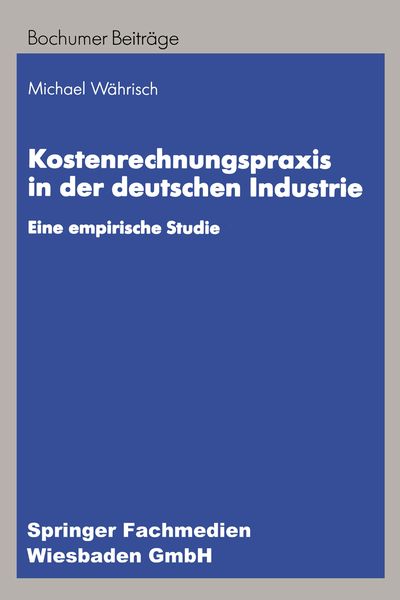 Bochumer Beiträge
Michael Währisch
Kostenrechnungspraxis
in der deutschen Industrie
Eine empirische Studie
Springer Fachmedien
Wiesbaden GmbH